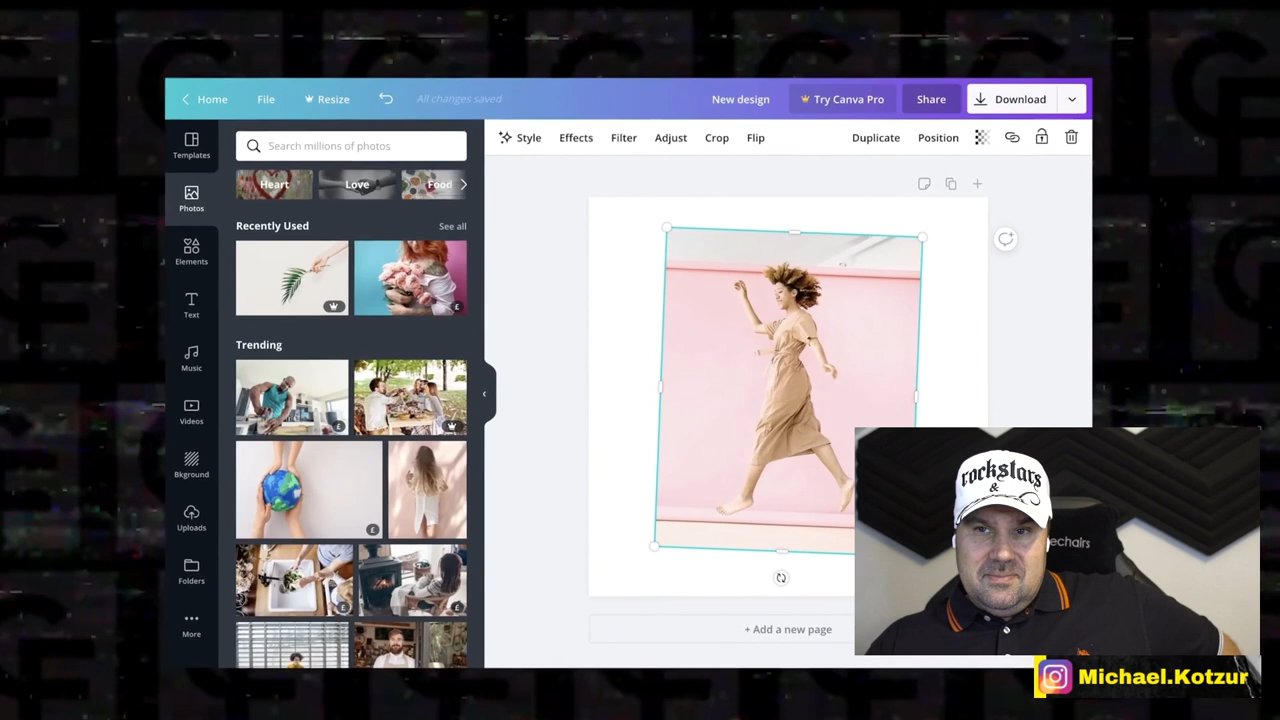 Home
File
Resize
All changes saved
New design
Try Canva Pro
Share
Download
Templates
Search millions of photos
Style
Effects
Filter
Adjust
Crop
Flip
Duplicate
Position
Photos
Heart
Love
Food
Recently Used
See all
Elements
Text
Trending
Music
Videos
Bkground
Uploads
Folders
More
+ Add a new page
rockstars
&
echairs
Michael.Kotzur